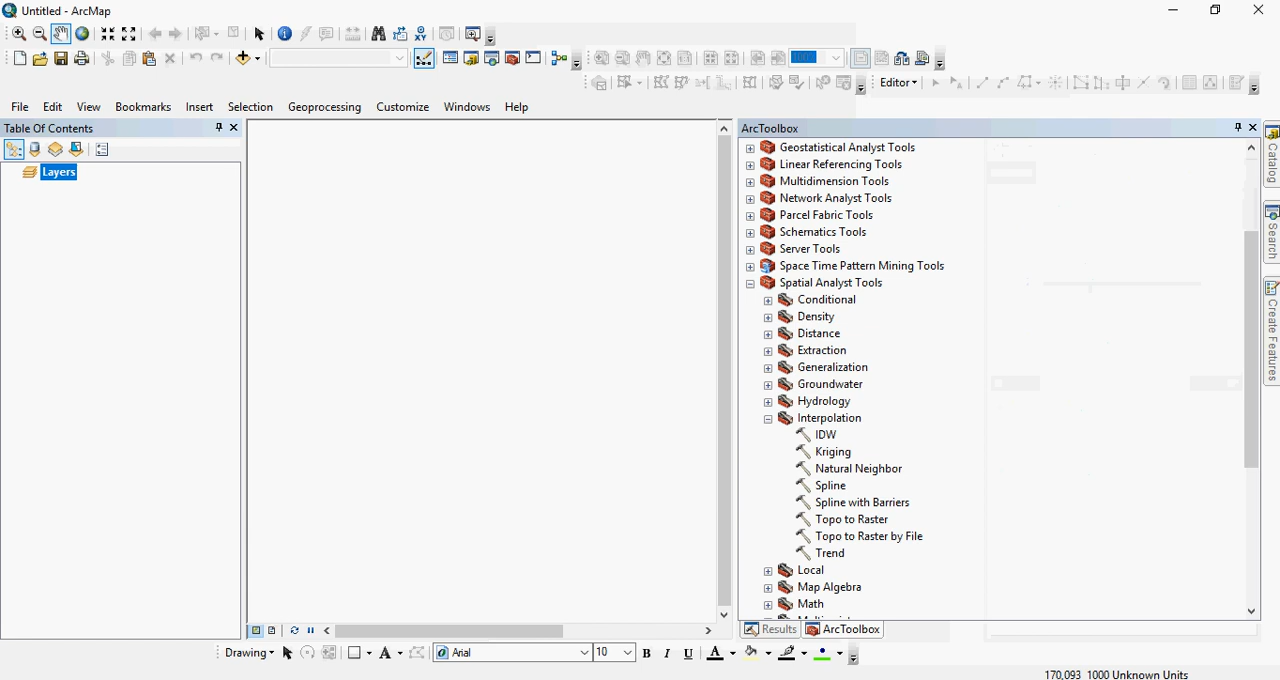 Untitled - ArcMap
Editor
File Edit View Bookmarks Insert Selection Geoprocessing Customize Windows Help
Table Of Contents
Layers
ArcToolbox
Geostatistical Analyst Tools
Linear Referencing Tools
Multidimension Tools
Network Analyst Tools
Parcel Fabric Tools
Schematics Tools
Server Tools
Space Time Pattern Mining Tools
Spatial Analyst Tools
Conditional
Density
Distance
Extraction
Generalization
Groundwater
Hydrology
Interpolation
IDW
Kriging
Natural Neighbor
Spline
Spline with Barriers
Topo to Raster
Topo to Raster by File
Trend
Local
Map Algebra
Math
Catalog
Search
Create Features
Results ArcToolbox
Drawing A Arial 10 B I U A
170,093 1000 Unknown Units